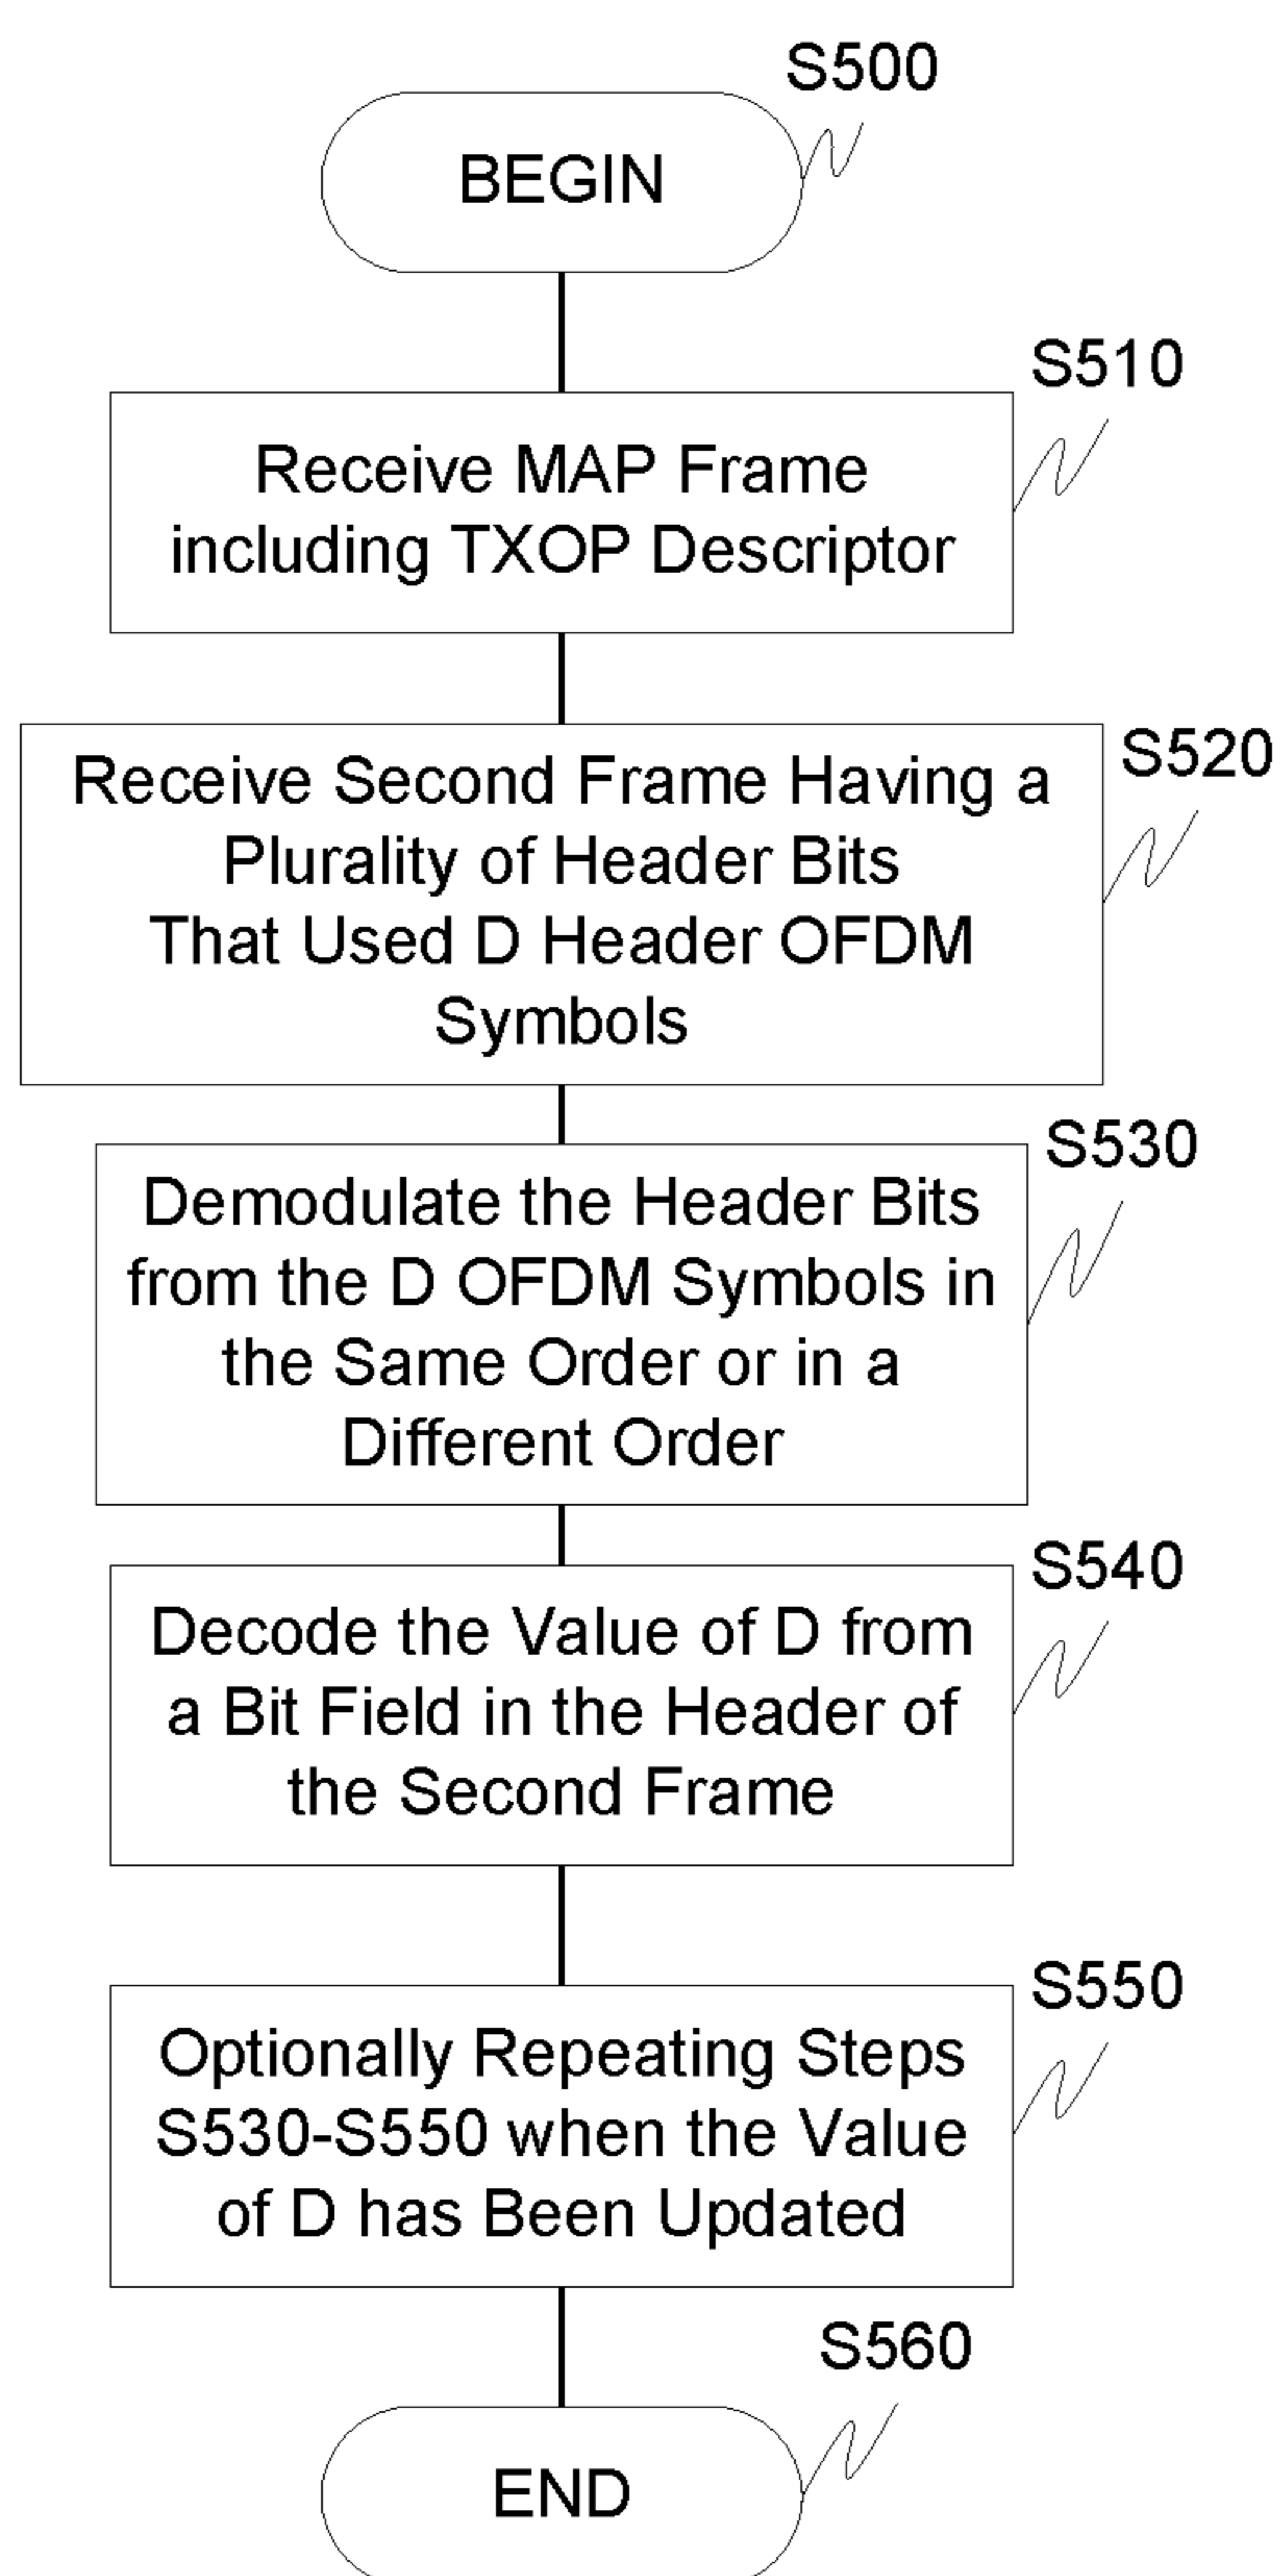 S500
BEGIN
S510
Receive MAP Frame
including TXOP Descriptor
S520
Receive Second Frame Having a
Plurality of Header Bits
That Used D Header OFDM
Symbols
S530
Demodulate the Header Bits
from the D OFDM Symbols in
the Same Order or in a
Different Order
S540
Decode the Value of D from
a Bit Field in the Header of
the Second Frame
S550
Optionally Repeating Steps
S530-S550 when the Value
of D has Been Updated
S560
END